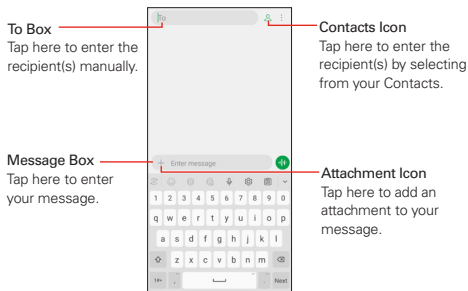 To Box
Tap here to enter the
recipient(s) manually.
To
Contacts Icon
Tap here to enter the
recipient(s) by selecting
from your Contacts.
Message Box
Tap here to enter
your message.
Enter message
Attachment Icon
Tap here to add an
attachment to your
message.
1 2 3 4 5 6 7 8 9 0
q w e r t y u i o p
a s d f g h j k l
z x c v b n m
, . Next